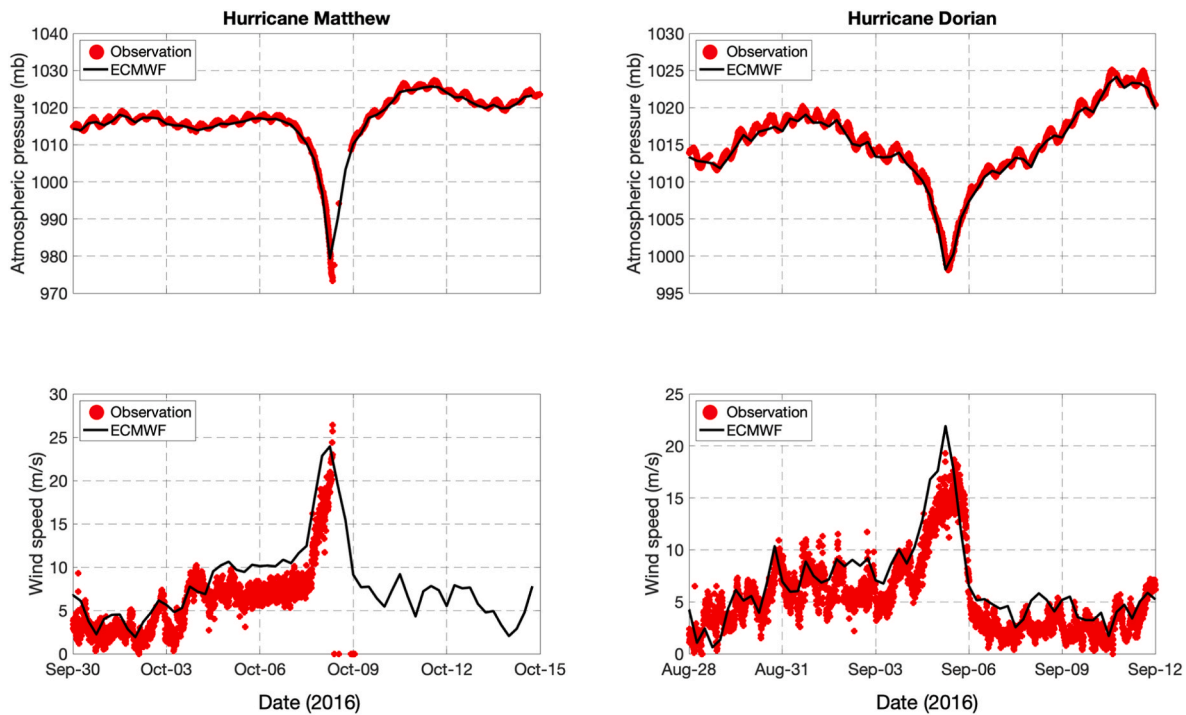 Hurricane Matthew
1040
1030
1020
1010
1000
990
980
970
Atmospheric pressure (mb)
Observation
ECMWF
Hurricane Dorian
1030
1025
1020
1015
1010
1005
1000
995
Atmospheric pressure (mb)
Observation
ECMWF
30
25
20
15
10
5
0
Wind speed (m/s)
Observation
ECMWF
Sep-30 Oct-03 Oct-06 Oct-09 Oct-12 Oct-15
Date (2016)
25
20
15
10
5
0
Wind speed (m/s)
Observation
ECMWF
Aug-28 Aug-31 Sep-03 Sep-06 Sep-09 Sep-12
Date (2016)